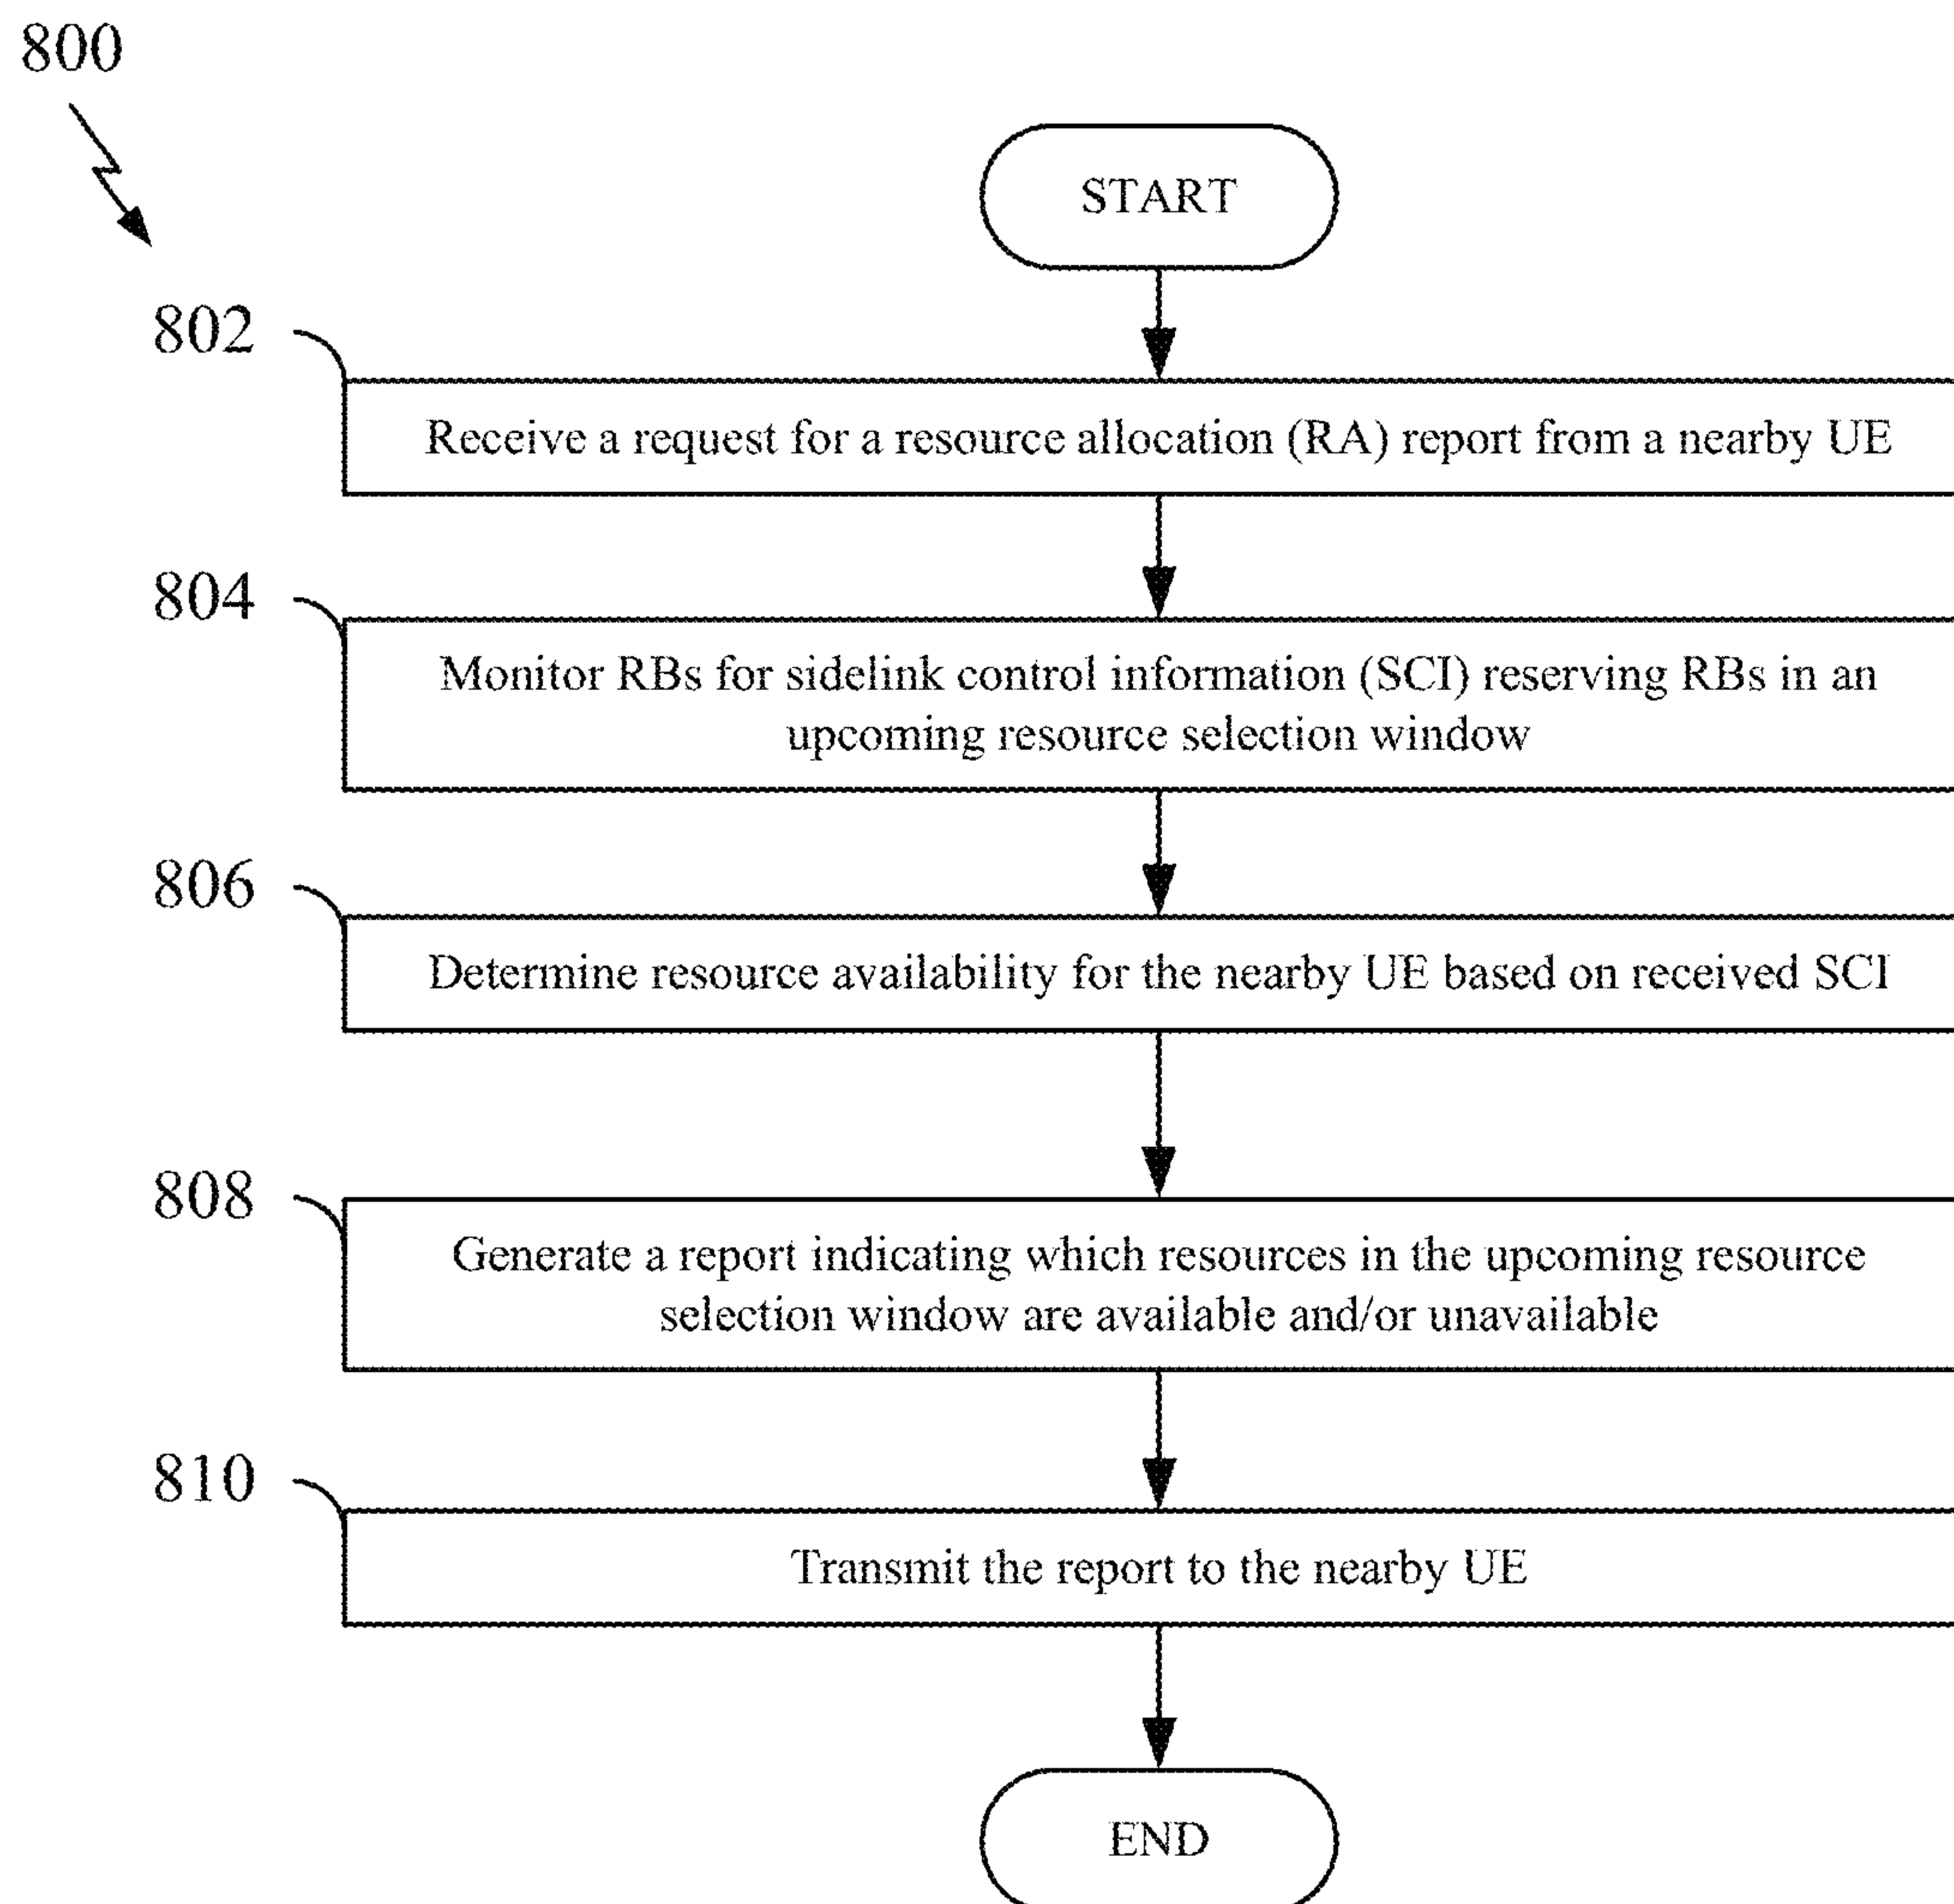 800
START
802
Receive a request for a resource allocation (RA) report from a nearby UE
804
Monitor RBs for sidelink control information (SCI) reserving RBs in an
upcoming resource selection window
806
Determine resource availability for the nearby UE based on received SCI
808
Generate a report indicating which resources in the upcoming resource
selection window are available and/or unavailable
810
Transmit the report to the nearby UE
END